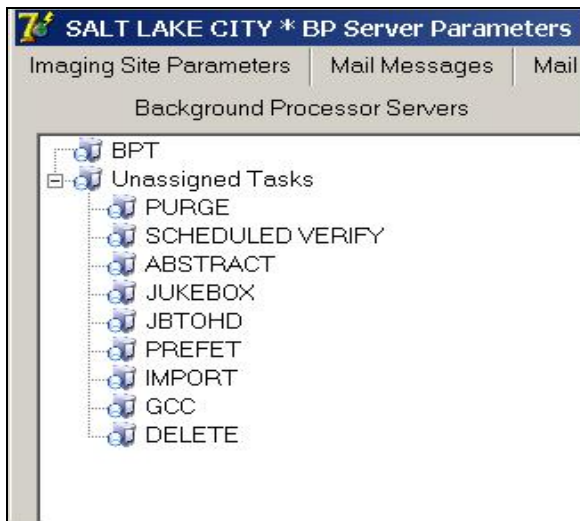 SALT LAKE CITY * BP Server Parameters
Imaging Site Parameters Mail Messages Mail
Background Processor Servers
BPT
Unassigned Tasks
PURGE
SCHEDULED VERIFY
ABSTRACT
JUKEBOX
JBTOHD
PREFET
IMPORT
GCC
DELETE